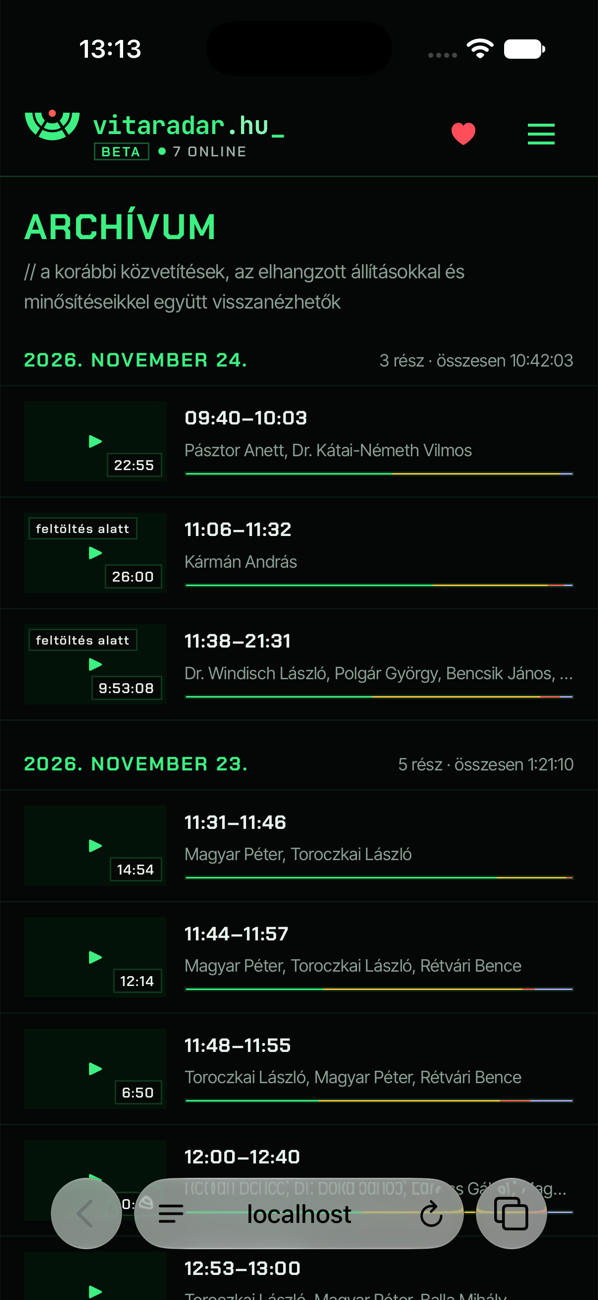 13:13
vitaradar.hu_
BETA 7 ONLINE
ARCHÍVUM
// a korábbi közvetítések, az elhangzott állításokkal és
minősítéseikkel együtt visszanézhetők
2026. NOVEMBER 24. 3 rész · összesen 10:42:03
09:40–10:03
Pásztor Anett, Dr. Kátai-Németh Vilmos
22:55
feltöltés alatt
11:06–11:32
Kármán András
26:00
feltöltés alatt
11:38–21:31
Dr. Windisch László, Polgár György, Bencsik János, ...
9:53:08
2026. NOVEMBER 23. 5 rész · összesen 1:21:10
11:31–11:46
Magyar Péter, Toroczkai László
14:54
11:44–11:57
Magyar Péter, Toroczkai László, Rétvári Bence
12:14
11:48–11:55
Toroczkai László, Magyar Péter, Rétvári Bence
6:50
12:00–12:40
localhost
12:53–13:00
Toroczkai László, Magyar Péter, Balla Mihály